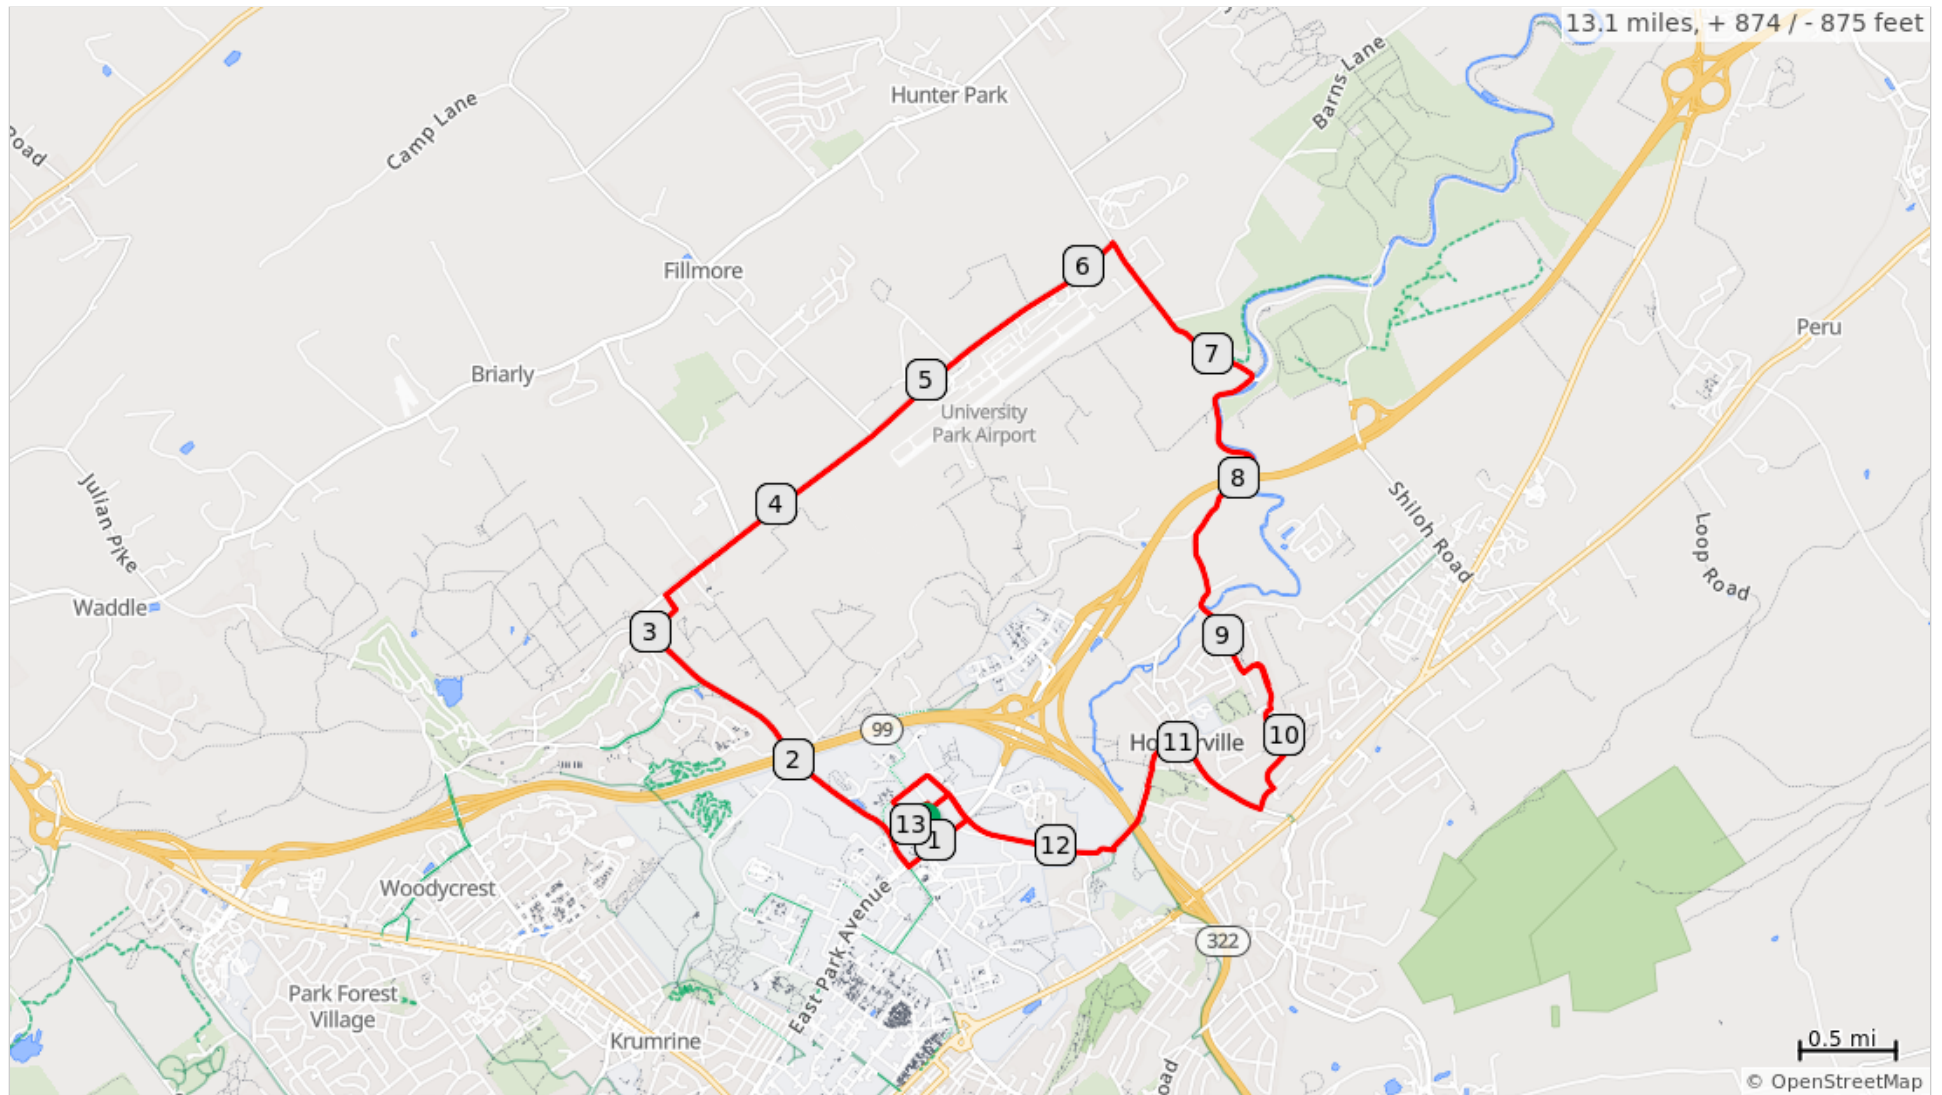 13.1 miles, + 874 / - 875 feet
Barns Lane
Hunter Park
Camp Lane
Road
6
Fillmore
Peru
7
Briarly
5
University
Park Airport
8
4
Julian Pike
Shiloh Road
Loop Road
Waddle
3
9
99
10
11
2
13
1
12
Woodycrest
East Park Avenue
322
Park Forest
Village
Krumrine
0.5 mi
© OpenStreetMap